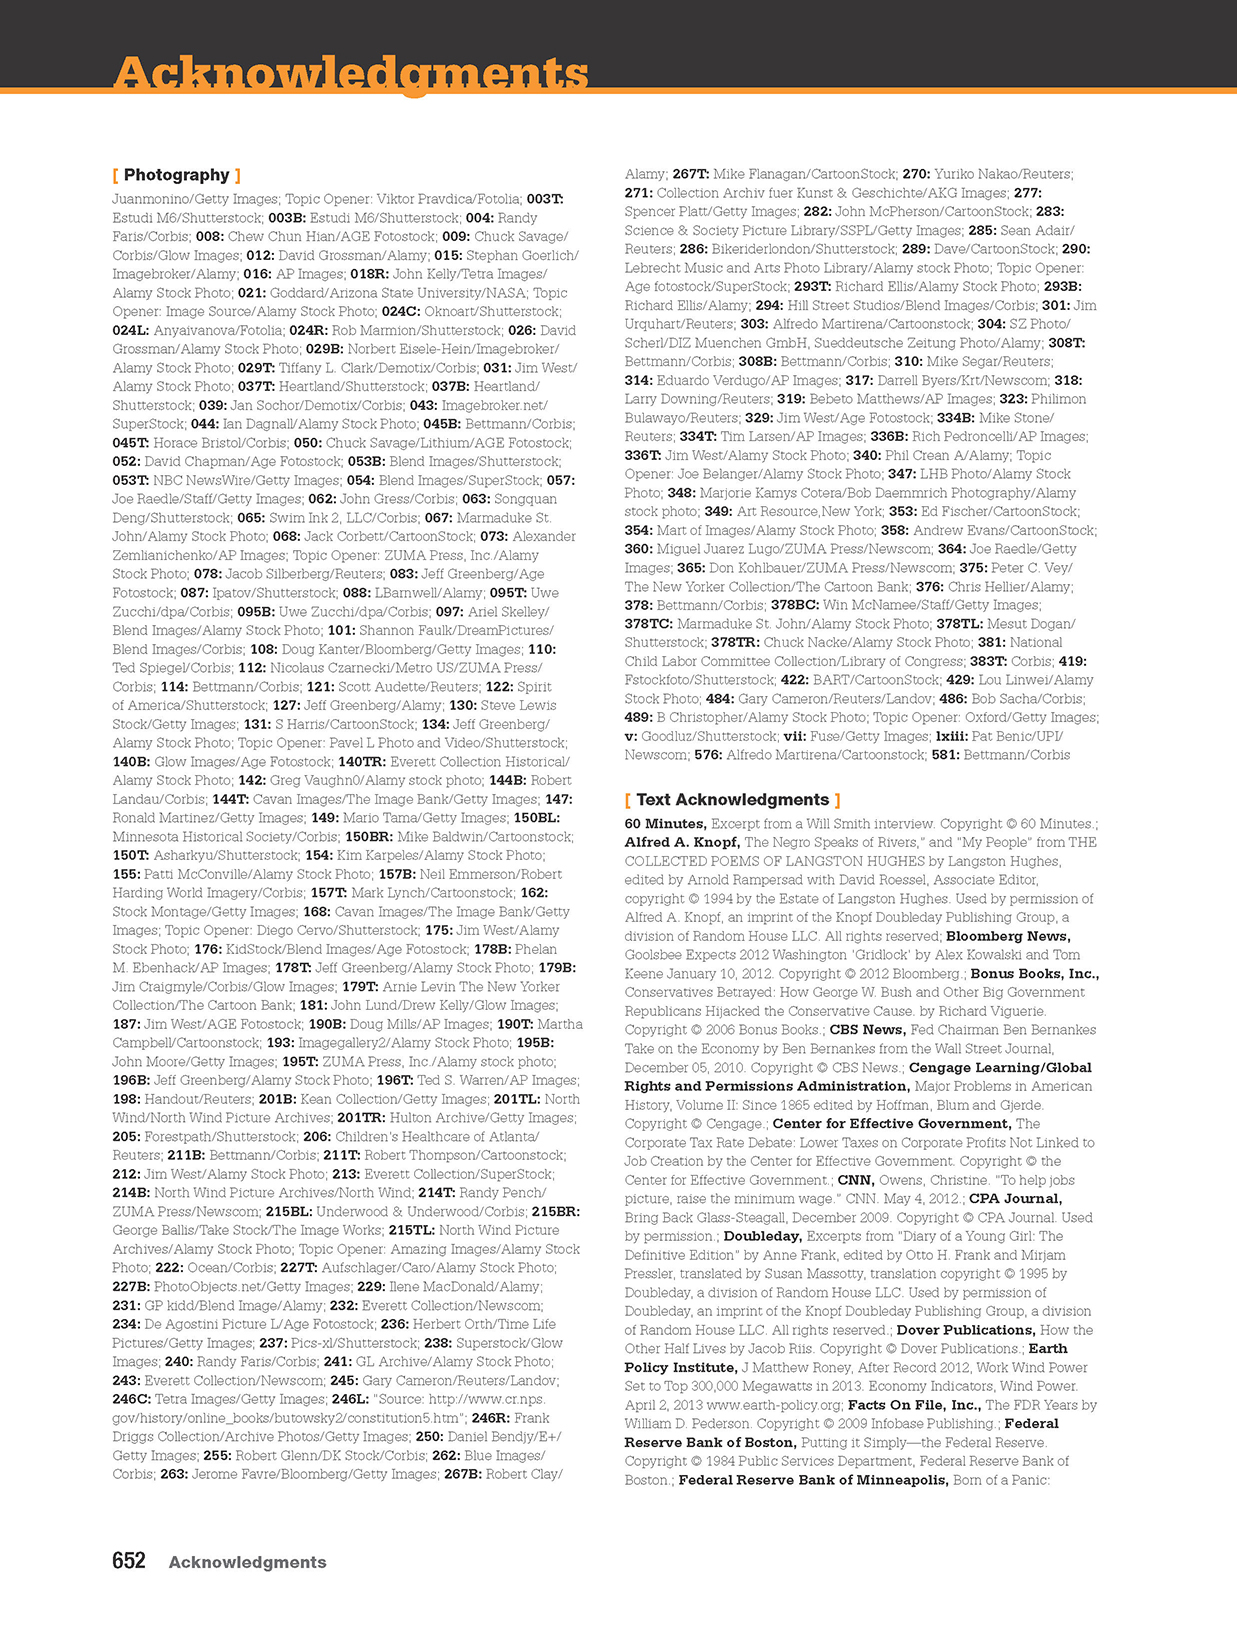 Acknowledgments
[ Photography ]
Juanmonino/Getty Images; Topic Opener: Viktor Pravdica/Fotolia; 003T:
Estudi M6/Shutterstock; 003B: Estudi M6/Shutterstock; 004: Randy
Faris/Corbis; 008: Chew Chun Hian/AGE Fotostock; 009: Chuck Savage/
Corbis/Glow Images; 012: David Grossman/Alamy; 015: Stephan Goerlich/
Imagebroker/Alamy; 016: AP Images; 018R: John Kelly/Tetra Images/
Alamy Stock Photo; 021: Goddard/Arizona State University/NASA; Topic
Opener: Image Source/Alamy Stock Photo; 024C: Oknoart/Shutterstock;
024L: Anyaivanova/Fotolia; 024R: Rob Marmion/Shutterstock; 026: David
Grossman/Alamy Stock Photo; 029B: Norbert Eisele-Hein/Imagebroker/
Alamy Stock Photo; 029T: Tiffany L. Clark/Demotix/Corbis; 031: Jim West/
Alamy Stock Photo; 037T: Heartland/Shutterstock; 037B: Heartland/
Shutterstock; 039: Jan Sochor/Demotix/Corbis; 043: Imagebroker.net/
SuperStock; 044: Ian Dagnall/Alamy Stock Photo; 045B: Bettmann/Corbis;
045T: Horace Bristol/Corbis; 050: Chuck Savage/Lithium/AGE Fotostock;
052: David Chapman/Age Fotostock; 053B: Blend Images/Shutterstock;
053T: NBC NewsWire/Getty Images; 054: Blend Images/SuperStock; 057:
Joe Raedle/Staff/Getty Images; 062: John Gress/Corbis; 063: Songquan
Deng/Shutterstock; 065: Swim Ink 2, LLC/Corbis; 067: Marmaduke St.
John/Alamy Stock Photo; 068: Jack Corbett/CartoonStock; 073: Alexander
Zemlianichenko/AP Images; Topic Opener: ZUMA Press, Inc./Alamy
Stock Photo; 078: Jacob Silberberg/Reuters; 083: Jeff Greenberg/Age
Fotostock; 087: Ipatov/Shutterstock; 088: LBarnwell/Alamy; 095T: Uwe
Zucchi/dpa/Corbis; 095B: Uwe Zucchi/dpa/Corbis; 097: Ariel Skelley/
Blend Images/Alamy Stock Photo; 101: Shannon Faulk/DreamPictures/
Blend Images/Corbis; 108: Doug Kanter/Bloomberg/Getty Images; 110:
Ted Spiegel/Corbis; 112: Nicolaus Czarnecki/Metro US/ZUMA Press/
Corbis; 114: Bettmann/Corbis; 121: Scott Audette/Reuters; 122: Spirit
of America/Shutterstock; 127: Jeff Greenberg/Alamy; 130: Steve Lewis
Stock/Getty Images; 131: S Harris/CartoonStock; 134: Jeff Greenberg/
Alamy Stock Photo; Topic Opener: Pavel L Photo and Video/Shutterstock;
140B: Glow Images/Age Fotostock; 140TR: Everett Collection Historical/
Alamy Stock Photo; 142: Greg Vaughn0/Alamy stock photo; 144B: Robert
Landau/Corbis; 144T: Cavan Images/The Image Bank/Getty Images; 147:
Ronald Martinez/Getty Images; 149: Mario Tama/Getty Images; 150BL:
Minnesota Historical Society/Corbis; 150BR: Mike Baldwin/Cartoonstock;
150T: Asharkyu/Shutterstock; 154: Kim Karpeles/Alamy Stock Photo;
155: Patti McConville/Alamy Stock Photo; 157B: Neil Emmerson/Robert
Harding World Imagery/Corbis; 157T: Mark Lynch/Cartoonstock; 162:
Stock Montage/Getty Images; 168: Cavan Images/The Image Bank/Getty
Images; Topic Opener: Diego Cervo/Shutterstock; 175: Jim West/Alamy
Stock Photo; 176: KidStock/Blend Images/Age Fotostock; 178B: Phelan
M. Ebenhack/AP Images; 178T: Jeff Greenberg/Alamy Stock Photo; 179B:
Jim Craigmyle/Corbis/Glow Images; 179T: Arnie Levin The New Yorker
Collection/The Cartoon Bank; 181: John Lund/Drew Kelly/Glow Images;
187: Jim West/AGE Fotostock; 190B: Doug Mills/AP Images; 190T: Martha
Campbell/Cartoonstock; 193: Imagegallery2/Alamy Stock Photo; 195B:
John Moore/Getty Images; 195T: ZUMA Press, Inc./Alamy stock photo;
196B: Jeff Greenberg/Alamy Stock Photo; 196T: Ted S. Warren/AP Images;
198: Handout/Reuters; 201B: Kean Collection/Getty Images; 201TL: North
Wind/North Wind Picture Archives; 201TR: Hulton Archive/Getty Images;
205: Forestpath/Shutterstock; 206: Children's Healthcare of Atlanta/
Reuters; 211B: Bettmann/Corbis; 211T: Robert Thompson/Cartoonstock;
212: Jim West/Alamy Stock Photo; 213: Everett Collection/SuperStock;
214B: North Wind Picture Archives/North Wind; 214T: Randy Pench/
ZUMA Press/Newscom; 215BL: Underwood & Underwood/Corbis; 215BR:
George Ballis/Take Stock/The Image Works; 215TL: North Wind Picture
Archives/Alamy Stock Photo; Topic Opener: Amazing Images/Alamy Stock
Photo; 222: Ocean/Corbis; 227T: Aufschlager/Caro/Alamy Stock Photo;
227B: PhotoObjects.net/Getty Images; 229: Ilene MacDonald/Alamy;
231: GP kidd/Blend Image/Alamy; 232: Everett Collection/Newscom;
234: De Agostini Picture L/Age Fotostock; 236: Herbert Orth/Time Life
Pictures/Getty Images; 237: Pics-xl/Shutterstock; 238: Superstock/Glow
Images; 240: Randy Faris/Corbis; 241: GL Archive/Alamy Stock Photo;
243: Everett Collection/Newscom; 245: Gary Cameron/Reuters/Landov;
246C: Tetra Images/Getty Images; 246L: "Source: http://www.cr.nps.
gov/history/online_books/butowsky2/constitution5.htm"; 246R: Frank
Driggs Collection/Archive Photos/Getty Images; 250: Daniel Bendjy/E+/
Getty Images; 255: Robert Glenn/DK Stock/Corbis; 262: Blue Images/
Corbis; 263: Jerome Favre/Bloomberg/Getty Images; 267B: Robert Clay/
Alamy; 267T: Mike Flanagan/CartoonStock; 270: Yuriko Nakao/Reuters;
271: Collection Archiv fuer Kunst & Geschichte/AKG Images; 277:
Spencer Platt/Getty Images; 282: John McPherson/CartoonStock; 283:
Science & Society Picture Library/SSPL/Getty Images; 285: Sean Adair/
Reuters; 286: Bikeriderlondon/Shutterstock; 289: Dave/CartoonStock; 290:
Lebrecht Music and Arts Photo Library/Alamy stock Photo; Topic Opener:
Age fotostock/SuperStock; 293T: Richard Ellis/Alamy Stock Photo; 293B:
Richard Ellis/Alamy; 294: Hill Street Studios/Blend Images/Corbis; 301: Jim
Urquhart/Reuters; 303: Alfredo Martirena/Cartoonstock; 304: SZ Photo/
Scherl/DIZ Muenchen GmbH, Sueddeutsche Zeitung Photo/Alamy; 308T:
Bettmann/Corbis; 308B: Bettmann/Corbis; 310: Mike Segar/Reuters;
314: Eduardo Verdugo/AP Images; 317: Darrell Byers/Krt/Newscom; 318:
Larry Downing/Reuters; 319: Bebeto Matthews/AP Images; 323: Philimon
Bulawayo/Reuters; 329: Jim West/Age Fotostock; 334B: Mike Stone/
Reuters; 334T: Tim Larsen/AP Images; 336B: Rich Pedroncelli/AP Images;
336T: Jim West/Alamy Stock Photo; 340: Phil Crean A/Alamy; Topic
Opener: Joe Belanger/Alamy Stock Photo; 347: LHB Photo/Alamy Stock
Photo; 348: Marjorie Kamys Cotera/Bob Daemmrich Photography/Alamy
stock photo; 349: Art Resource,New York; 353: Ed Fischer/CartoonStock;
354: Mart of Images/Alamy Stock Photo; 358: Andrew Evans/CartoonStock;
360: Miguel Juarez Lugo/ZUMA Press/Newscom; 364: Joe Raedle/Getty
Images; 365: Don Kohlbauer/ZUMA Press/Newscom; 375: Peter C. Vey/
The New Yorker Collection/The Cartoon Bank; 376: Chris Hellier/Alamy;
378: Bettmann/Corbis; 378BC: Win McNamee/Staff/Getty Images;
378TC: Marmaduke St. John/Alamy Stock Photo; 378TL: Mesut Dogan/
Shutterstock; 378TR: Chuck Nacke/Alamy Stock Photo; 381: National
Child Labor Committee Collection/Library of Congress; 383T: Corbis; 419:
Fstockfoto/Shutterstock; 422: BART/CartoonStock; 429: Lou Linwei/Alamy
Stock Photo; 484: Gary Cameron/Reuters/Landov; 486: Bob Sacha/Corbis;
489: B Christopher/Alamy Stock Photo; Topic Opener: Oxford/Getty Images;
v: Goodluz/Shutterstock; vii: Fuse/Getty Images; lxiii: Pat Benic/UPI/
Newscom; 576: Alfredo Martirena/Cartoonstock; 581: Bettmann/Corbis
[ Text Acknowledgments ]
60 Minutes, Excerpt from a Will Smith interview. Copyright © 60 Minutes.;
Alfred A. Knopf, The Negro Speaks of Rivers," and "My People" from THE
COLLECTED POEMS OF LANGSTON HUGHES by Langston Hughes,
edited by Arnold Rampersad with David Roessel, Associate Editor,
copyright © 1994 by the Estate of Langston Hughes. Used by permission of
Alfred A. Knopf, an imprint of the Knopf Doubleday Publishing Group, a
division of Random House LLC. All rights reserved; Bloomberg News,
Goolsbee Expects 2012 Washington 'Gridlock' by Alex Kowalski and Tom
Keene January 10, 2012. Copyright © 2012 Bloomberg.; Bonus Books, Inc.,
Conservatives Betrayed: How George W. Bush and Other Big Government
Republicans Hijacked the Conservative Cause. by Richard Viguerie.
Copyright © 2006 Bonus Books.; CBS News, Fed Chairman Ben Bernankes
Take on the Economy by Ben Bernankes from the Wall Street Journal,
December 05, 2010. Copyright © CBS News.; Cengage Learning/Global
Rights and Permissions Administration, Major Problems in American
History, Volume II: Since 1865 edited by Hoffman, Blum and Gjerde.
Copyright © Cengage.; Center for Effective Government, The
Corporate Tax Rate Debate: Lower Taxes on Corporate Profits Not Linked to
Job Creation by the Center for Effective Government. Copyright © the
Center for Effective Government.; CNN, Owens, Christine. "To help jobs
picture, raise the minimum wage." CNN. May 4, 2012.; CPA Journal,
Bring Back Glass-Steagall, December 2009. Copyright © CPA Journal. Used
by permission.; Doubleday, Excerpts from "Diary of a Young Girl: The
Definitive Edition" by Anne Frank, edited by Otto H. Frank and Mirjam
Pressler, translated by Susan Massotty, translation copyright © 1995 by
Doubleday, a division of Random House LLC. Used by permission of
Doubleday, an imprint of the Knopf Doubleday Publishing Group, a division
of Random House LLC. All rights reserved.; Dover Publications, How the
Other Half Lives by Jacob Riis. Copyright © Dover Publications.; Earth
Policy Institute, J Matthew Roney, After Record 2012, Work Wind Power
Set to Top 300,000 Megawatts in 2013. Economy Indicators, Wind Power.
April 2, 2013 www.earth-policy.org; Facts On File, Inc., The FDR Years by
William D. Pederson. Copyright © 2009 Infobase Publishing.; Federal
Reserve Bank of Boston, Putting it Simply—the Federal Reserve.
Copyright © 1984 Public Services Department, Federal Reserve Bank of
Boston.; Federal Reserve Bank of Minneapolis, Born of a Panic:
652 Acknowledgments